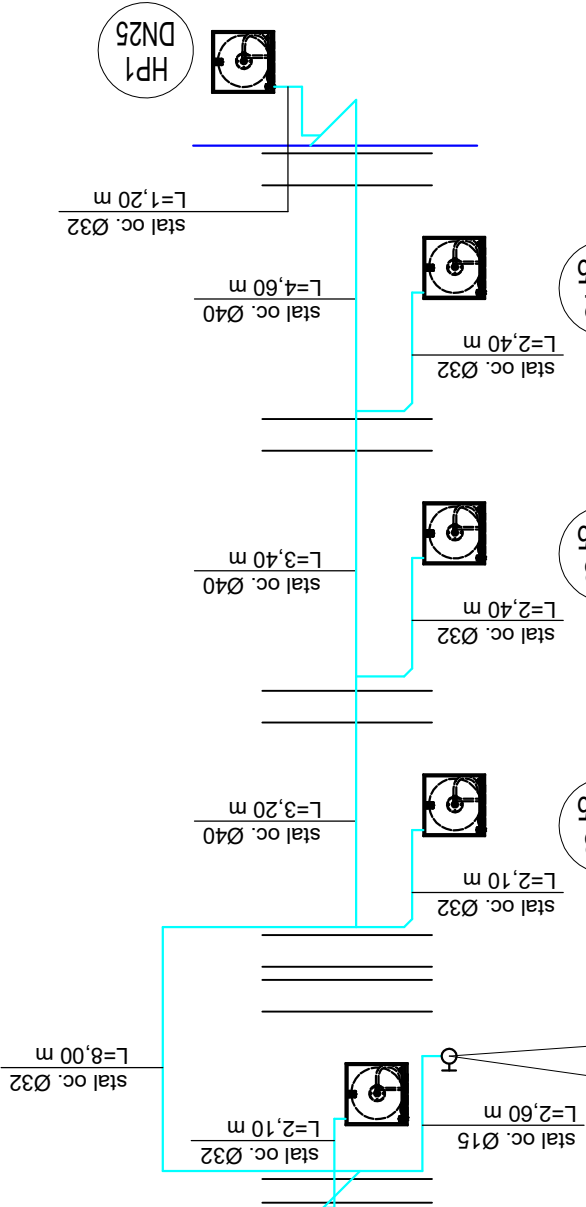 stal oc. Ø15
L=2,60 m
stal oc. Ø32
L=2,10 m
stal oc. Ø32
L=8,00 m
stal oc. Ø32
L=2,10 m
stal oc. Ø40
L=3,20 m
stal oc. Ø32
L=2,40 m
stal oc. Ø40
L=3,40 m
stal oc. Ø32
L=2,40 m
stal oc. Ø40
L=4,60 m
stal oc. Ø32
L=1,20 m
HP1
DN25